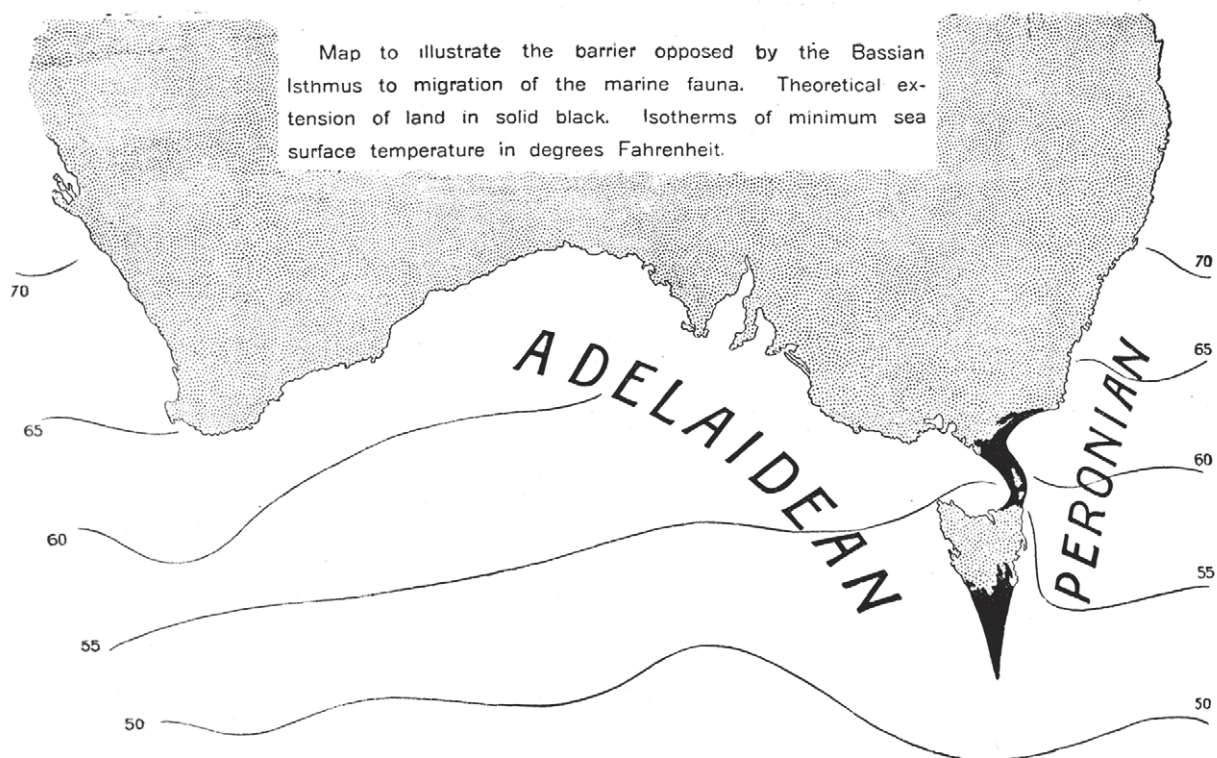 Map to illustrate the barrier opposed by the Bassian
Isthmus to migration of the marine fauna. Theoretical ex-
tension of land in solid black. Isotherms of minimum sea
surface temperature in degrees Fahrenheit.
70
70
ADELAIDEAN
PERONIAN
65
65
60
60
55
55
50
50